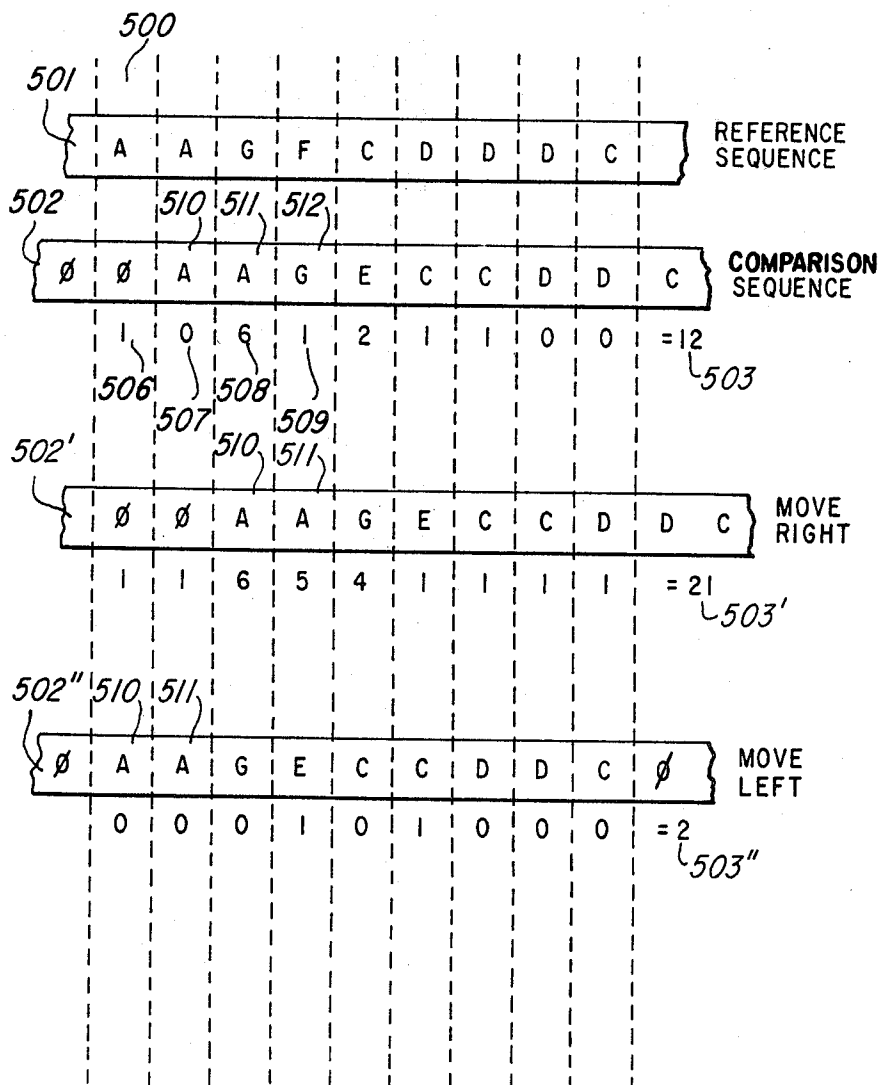 500
501
A A G F C D D D C
REFERENCE
SEQUENCE
502 510 511 512
Ø Ø A A G E C C D D C
COMPARISON
SEQUENCE
1 0 6 1 2 1 1 0 0 =12
506 507 508 509 503
502' 510 511
Ø Ø A A G E C C D D C
MOVE
RIGHT
1 1 6 5 4 1 1 1 1 =21
503'
502" 510 511
Ø A A G E C C D D C Ø
MOVE
LEFT
0 0 0 1 0 1 0 0 0 =2
503"